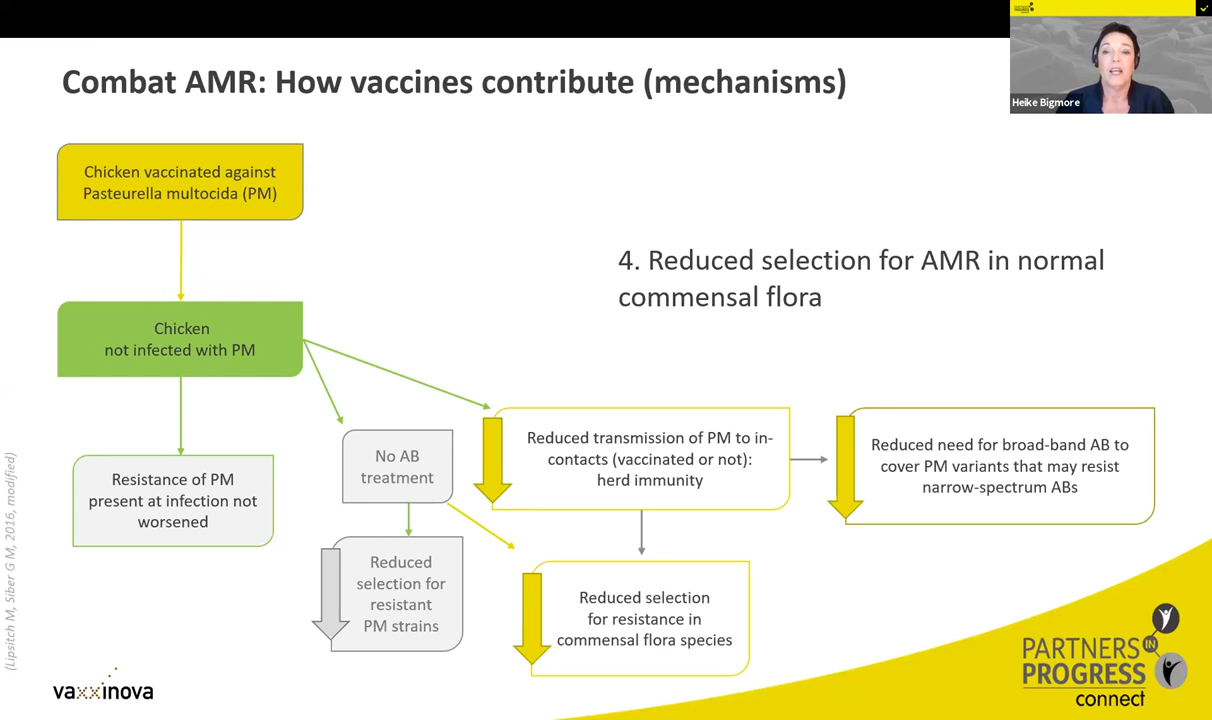 Heike Bigmore
Combat AMR: How vaccines contribute (mechanisms)
Chicken vaccinated against
Pasteurella multocida (PM)
4. Reduced selection for AMR in normal
commensal flora
Chicken
not infected with PM
Resistance of PM
present at infection not
worsened
No AB
treatment
Reduced transmission of PM to in-
contacts (vaccinated or not):
herd immunity
Reduced need for broad-band AB to
cover PM variants that may resist
narrow-spectrum ABs
Reduced
selection for
resistant
PM strains
Reduced selection
for resistance in
commensal flora species
(Lipsitch M, Siber G M, 2016, modified)
vaxxinova
PARTNERS
IN
PROGRESS
connect